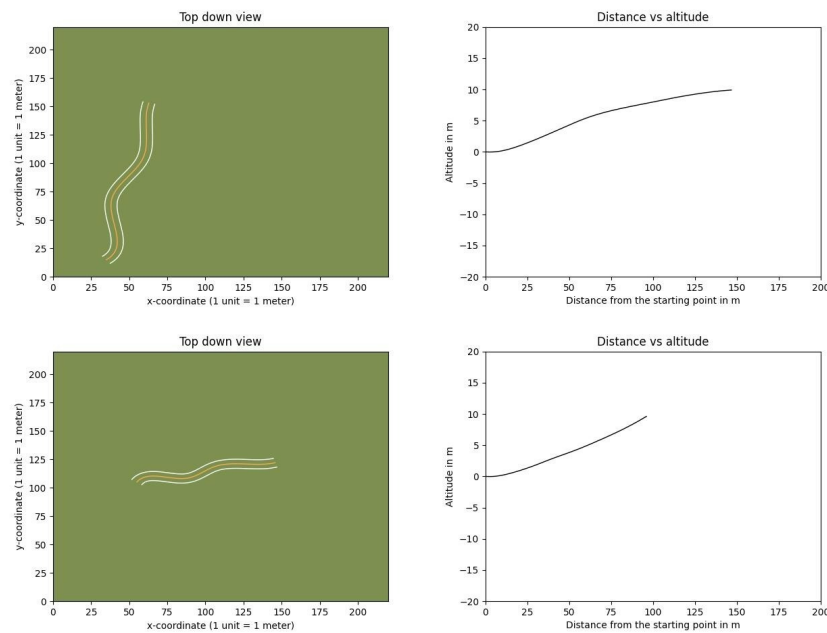 Top down view
Distance vs altitude
y-coordinate (1 unit = 1 meter)
200
175
150
125
100
75
50
25
0
0 25 50 75 100 125 150 175 200
x-coordinate (1 unit = 1 meter)
Altitude in m
20
15
10
5
0
−5
−10
−15
−20
0 25 50 75 100 125 150 175 200
Distance from the starting point in m
Top down view
Distance vs altitude
y-coordinate (1 unit = 1 meter)
200
175
150
125
100
75
50
25
0
0 25 50 75 100 125 150 175 200
x-coordinate (1 unit = 1 meter)
Altitude in m
20
15
10
5
0
−5
−10
−15
−20
0 25 50 75 100 125 150 175 200
Distance from the starting point in m